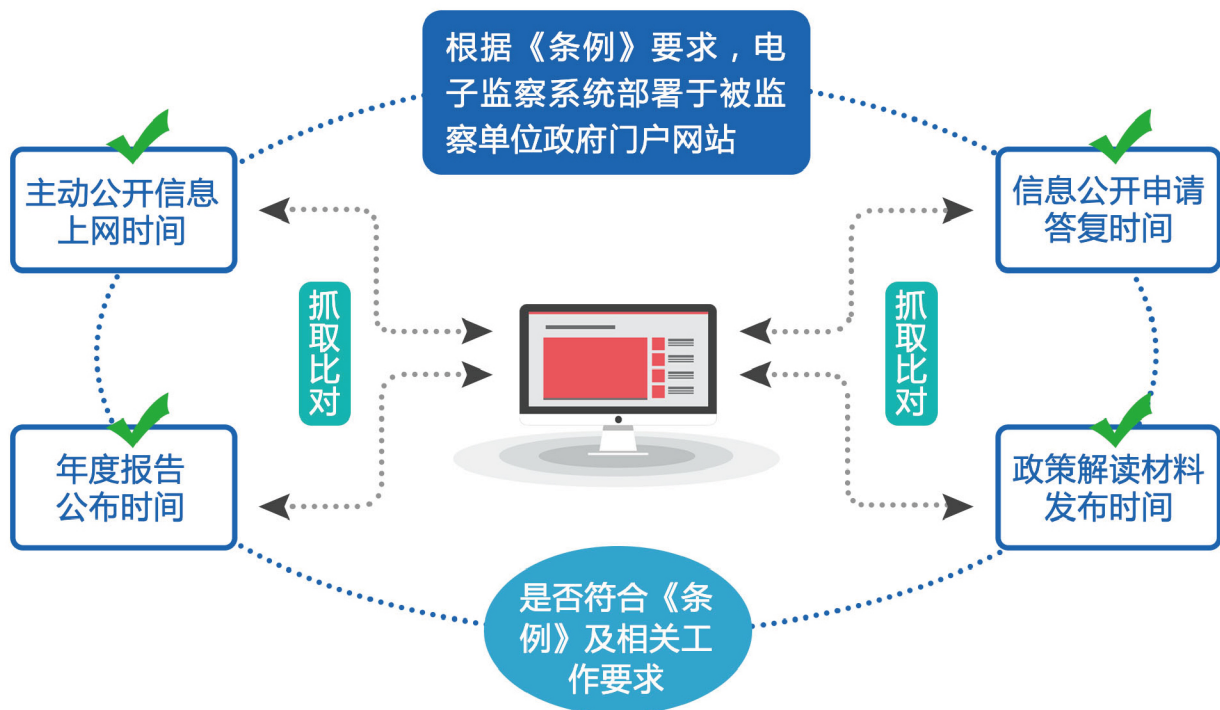 根据《条例》要求，电
子监察系统部署于被监
察单位政府门户网站
主动公开信息
上网时间
信息公开申请
答复时间
抓取比对
抓取比对
年度报告
公布时间
政策解读材料
发布时间
是否符合《条
例》及相关工
作要求